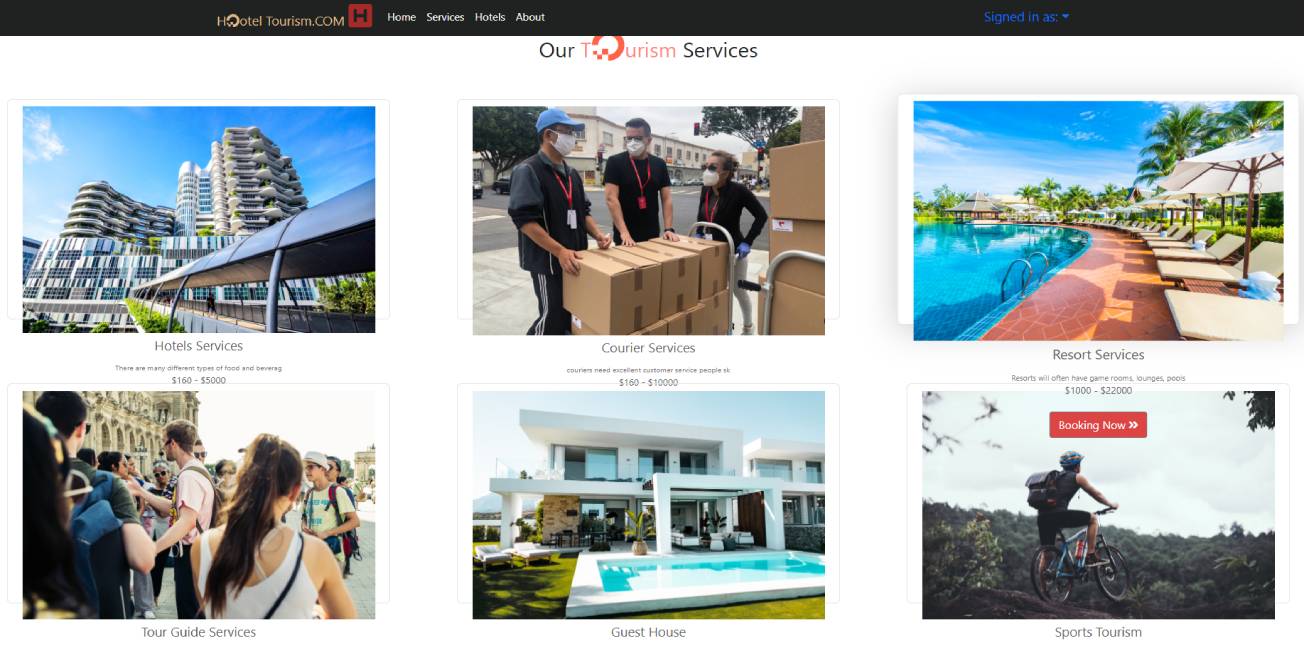 HOotel Tourism.COM H Home Services Hotels About Signed in as:
Our TOurism Services
Hotels Services
There are many different types of food and beverag
$160 - $5000
Courier Services
couriers need excellent customer service people sk
$160 - $10000
Resort Services
Resorts will often have game rooms, lounges, pools
$1000 - $22000
Booking Now »
Tour Guide Services
Guest House
Sports Tourism